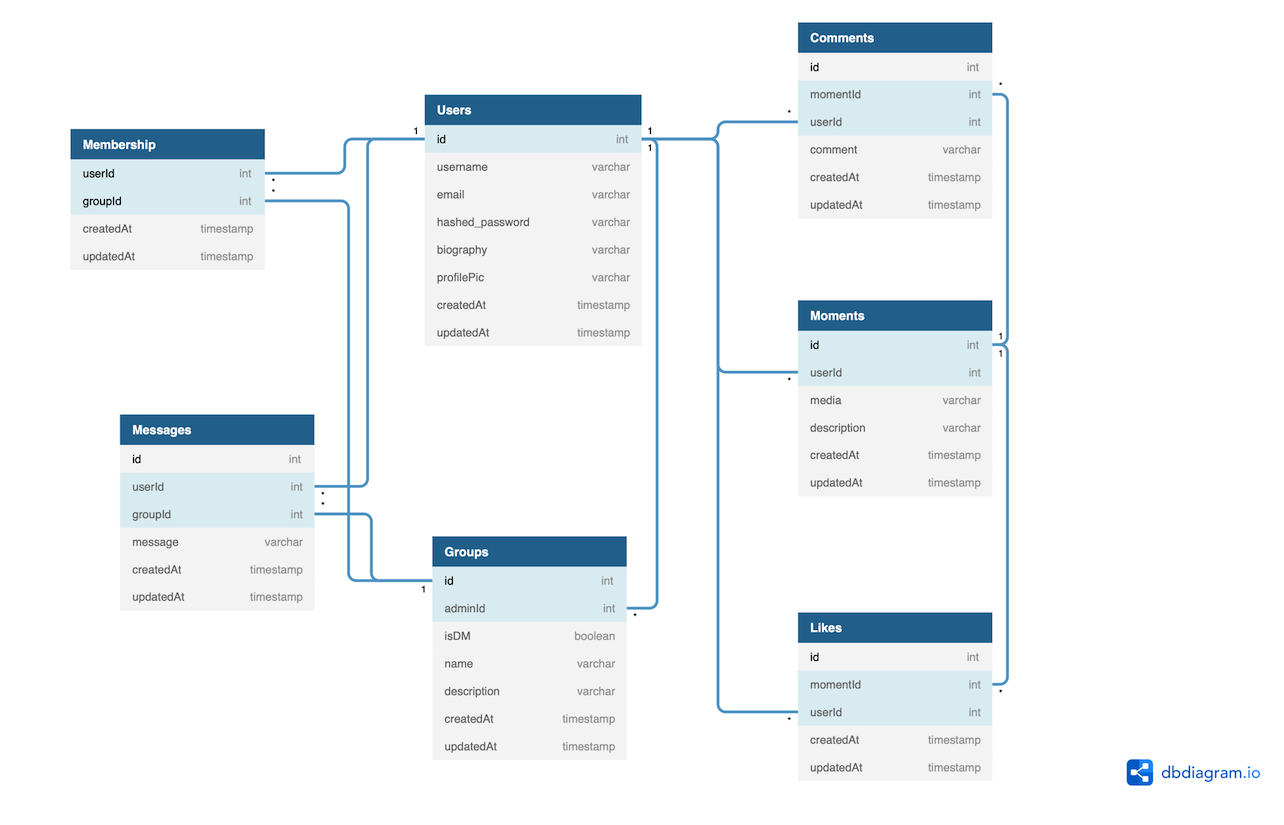 Comments
id int
momentId int
userId int
comment varchar
createdAt timestamp
updatedAt timestamp
Users
id int
username varchar
email varchar
hashed_password varchar
biography varchar
profilePic varchar
createdAt timestamp
updatedAt timestamp
Membership
userId int
groupId int
createdAt timestamp
updatedAt timestamp
1
1
1
*
*
*
*
Moments
id int
userId int
media varchar
description varchar
createdAt timestamp
updatedAt timestamp
1
1
*
Messages
id int
userId int
groupId int
message varchar
createdAt timestamp
updatedAt timestamp
*
*
Groups
id int
adminId int
isDM boolean
name varchar
description varchar
createdAt timestamp
updatedAt timestamp
1
*
Likes
id int
momentId int
userId int
createdAt timestamp
updatedAt timestamp
*
*
dbdiagram.io